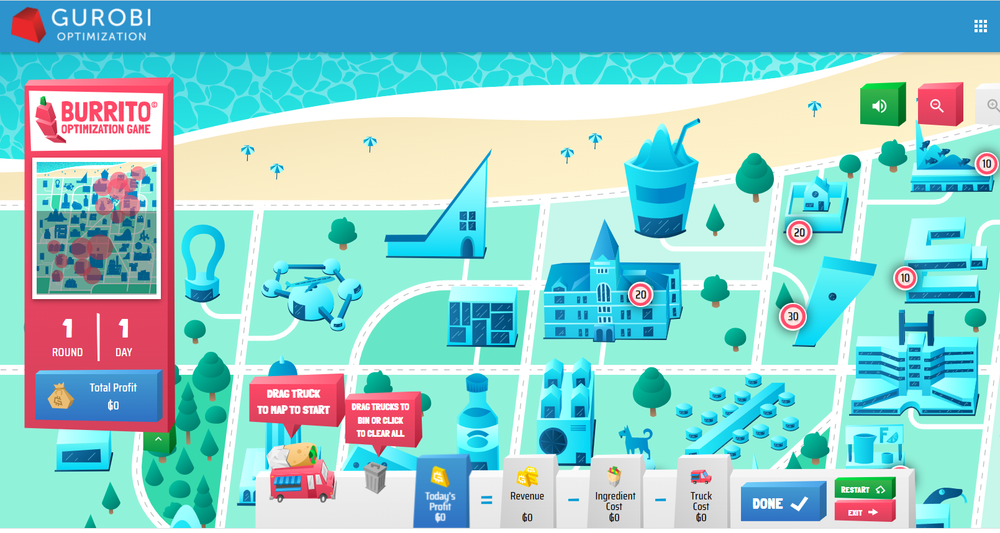 GUROBI
OPTIMIZATION
BURRITO©
OPTIMIZATION GAME
1
ROUND
1
DAY
Total Profit
₲0
10
20
10
20
30
H
F
DRAG TRUCK
TO MAP TO START
DRAG TRUCKS TO
BIN OR CLICK
TO CLEAR ALL
Today's
Profit
₲0
=
Revenue
₲0
-
Ingredient
Cost
₲0
-
Truck
Cost
₲0
DONE
RESTART
EXIT